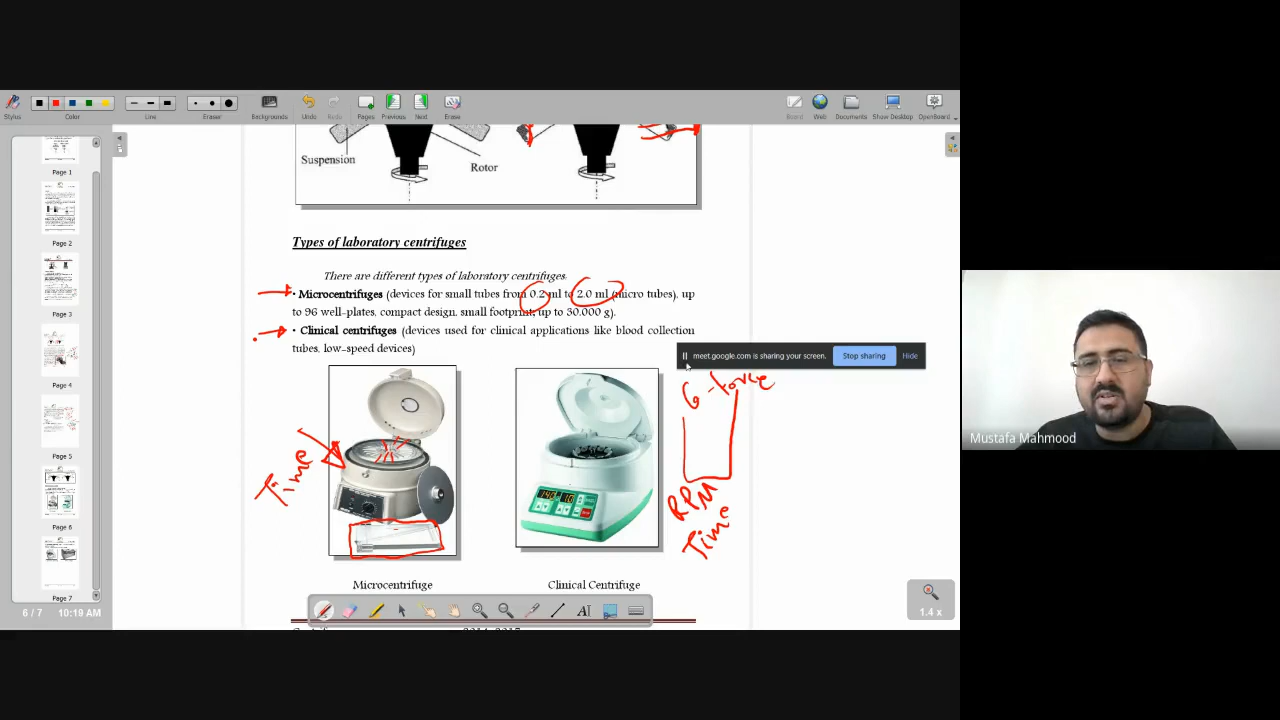 Stylus
Color
Line
Eraser
Backgrounds
Undo
Redo
Pages
Previous
Next
Erase
Board
Web
Documents
Show Desktop
OpenBoard
Page 1
Page 2
Page 3
Page 4
Page 5
Page 6
Page 7
6 / 7
10:19 AM
Suspension
Rotor
Types of laboratory centrifuges
There are different types of laboratory centrifuges.
• Microcentrifuges (devices for small tubes from 0.2 ml to 2.0 ml (micro tubes), up
to 96 well-plates, compact design, small footprint, up to 30,000 g).
• Clinical centrifuges (devices used for clinical applications like blood collection
tubes, low-speed devices)
meet.google.com is sharing your screen.
Stop sharing
Hide
G-force
Time
RPM
Time
Microcentrifuge
Clinical Centrifuge
1.4 x
Mustafa Mahmood